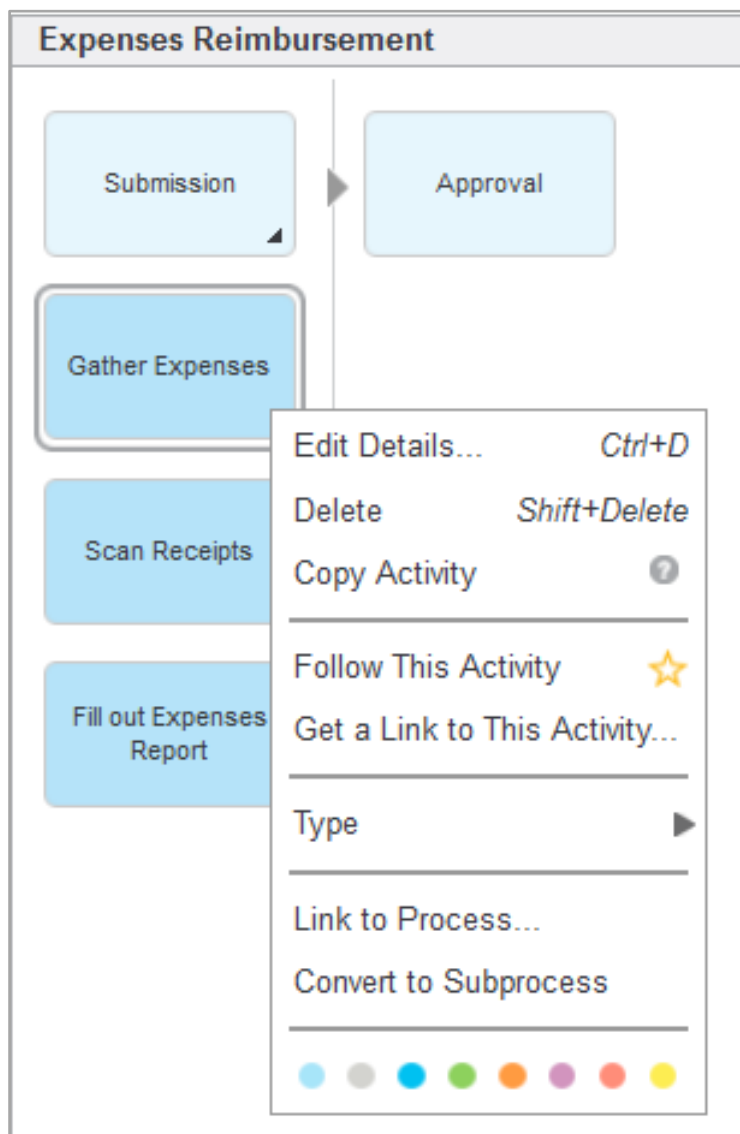 Expenses Reimbursement
Submission
Approval
Gather Expenses
Edit Details... Ctrl+D
Delete Shift+Delete
Scan Receipts
Copy Activity ?
Follow This Activity
Fill out Expenses
Report
Get a Link to This Activity...
Type
Link to Process...
Convert to Subprocess